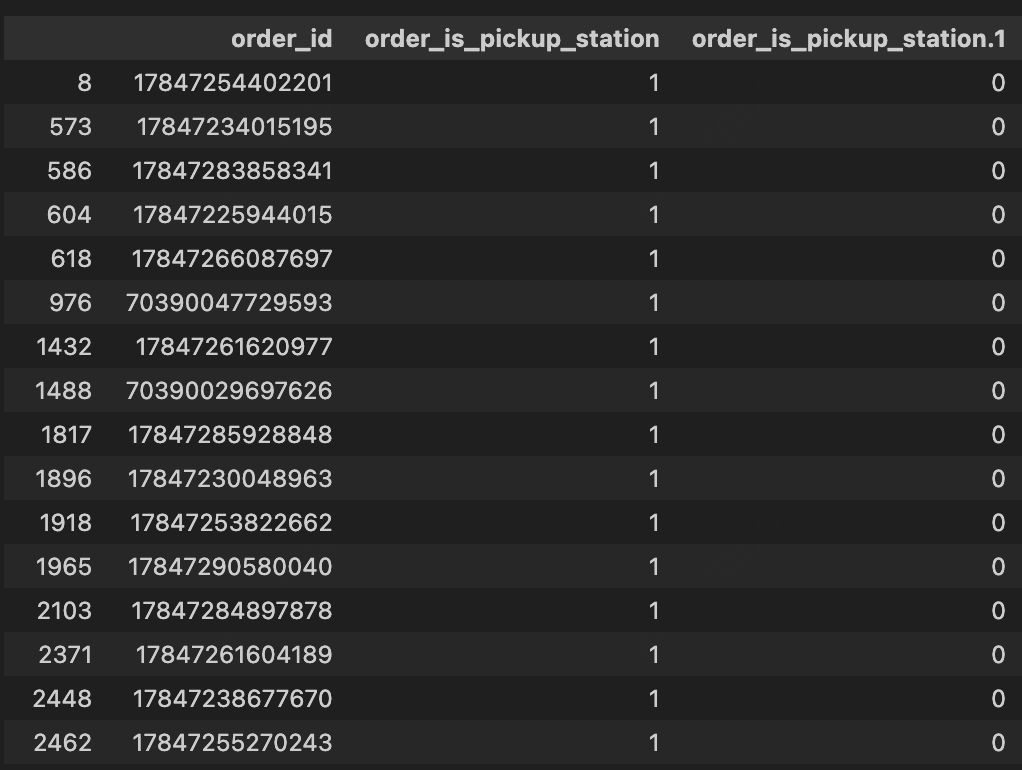 order_id order_is_pickup_station order_is_pickup_station.1
8 17847254402201 1 0
573 17847234015195 1 0
586 17847283858341 1 0
604 17847225944015 1 0
618 17847266087697 1 0
976 70390047729593 1 0
1432 17847261620977 1 0
1488 70390029697626 1 0
1817 17847285928848 1 0
1896 17847230048963 1 0
1918 17847253822662 1 0
1965 17847290580040 1 0
2103 17847284897878 1 0
2371 17847261604189 1 0
2448 17847238677670 1 0
2462 17847255270243 1 0